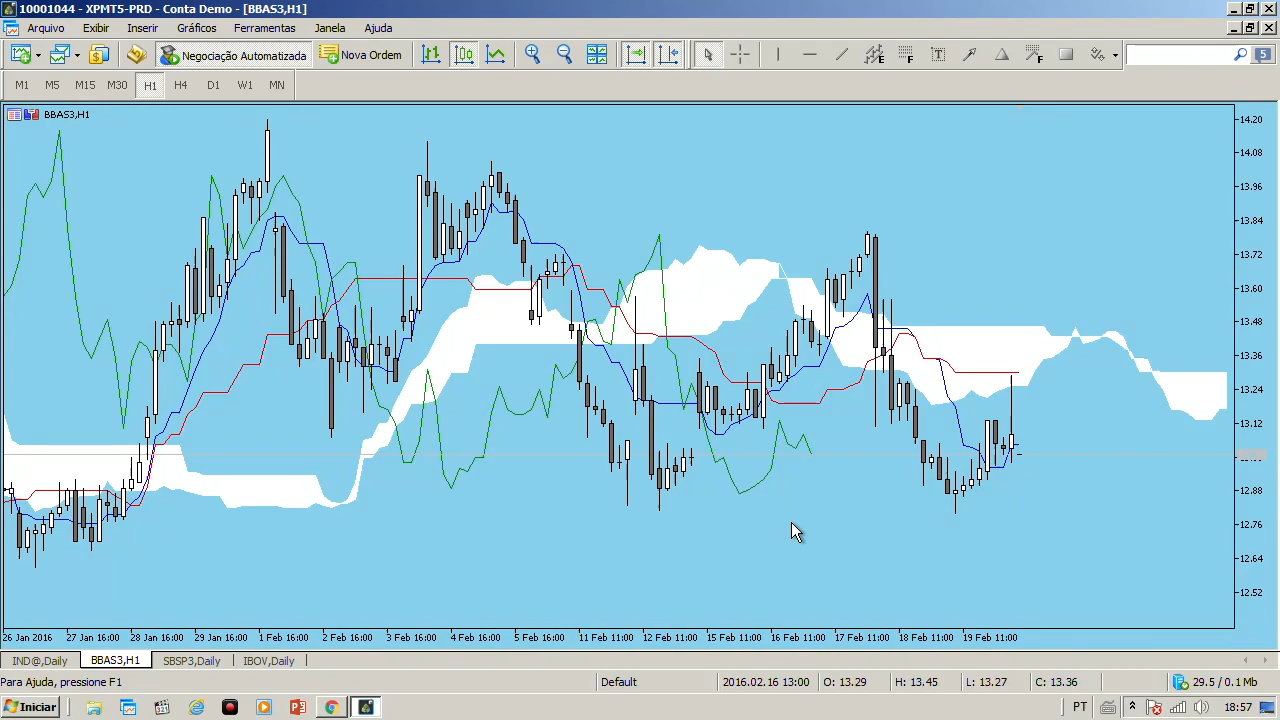 10001044 - XPMT5-PRD - Conta Demo - [BBAS3,H1]
Arquivo Exibir Inserir Gráficos Ferramentas Janela Ajuda
Negociação Automatizada Nova Ordem E F T F 5
M1 M5 M15 M30 H1 H4 D1 W1 MN
BBAS3,H1
14.20
14.08
13.96
13.84
13.72
13.60
13.48
13.36
13.24
13.12
12.88
12.76
12.64
12.52
26 Jan 2016 27 Jan 16:00 28 Jan 16:00 29 Jan 16:00 1 Feb 16:00 2 Feb 16:00 3 Feb 16:00 4 Feb 16:00 5 Feb 16:00 11 Feb 11:00 12 Feb 11:00 15 Feb 11:00 16 Feb 11:00 17 Feb 11:00 18 Feb 11:00 19 Feb 11:00
IND@,Daily BBAS3,H1 SBSP3,Daily IBOV,Daily
Para Ajuda, pressione F1 Default 2016.02.16 13:00 O: 13.29 H: 13.45 L: 13.27 C: 13.36 29.5 / 0.1 Mb
Iniciar 321 P PT 18:57